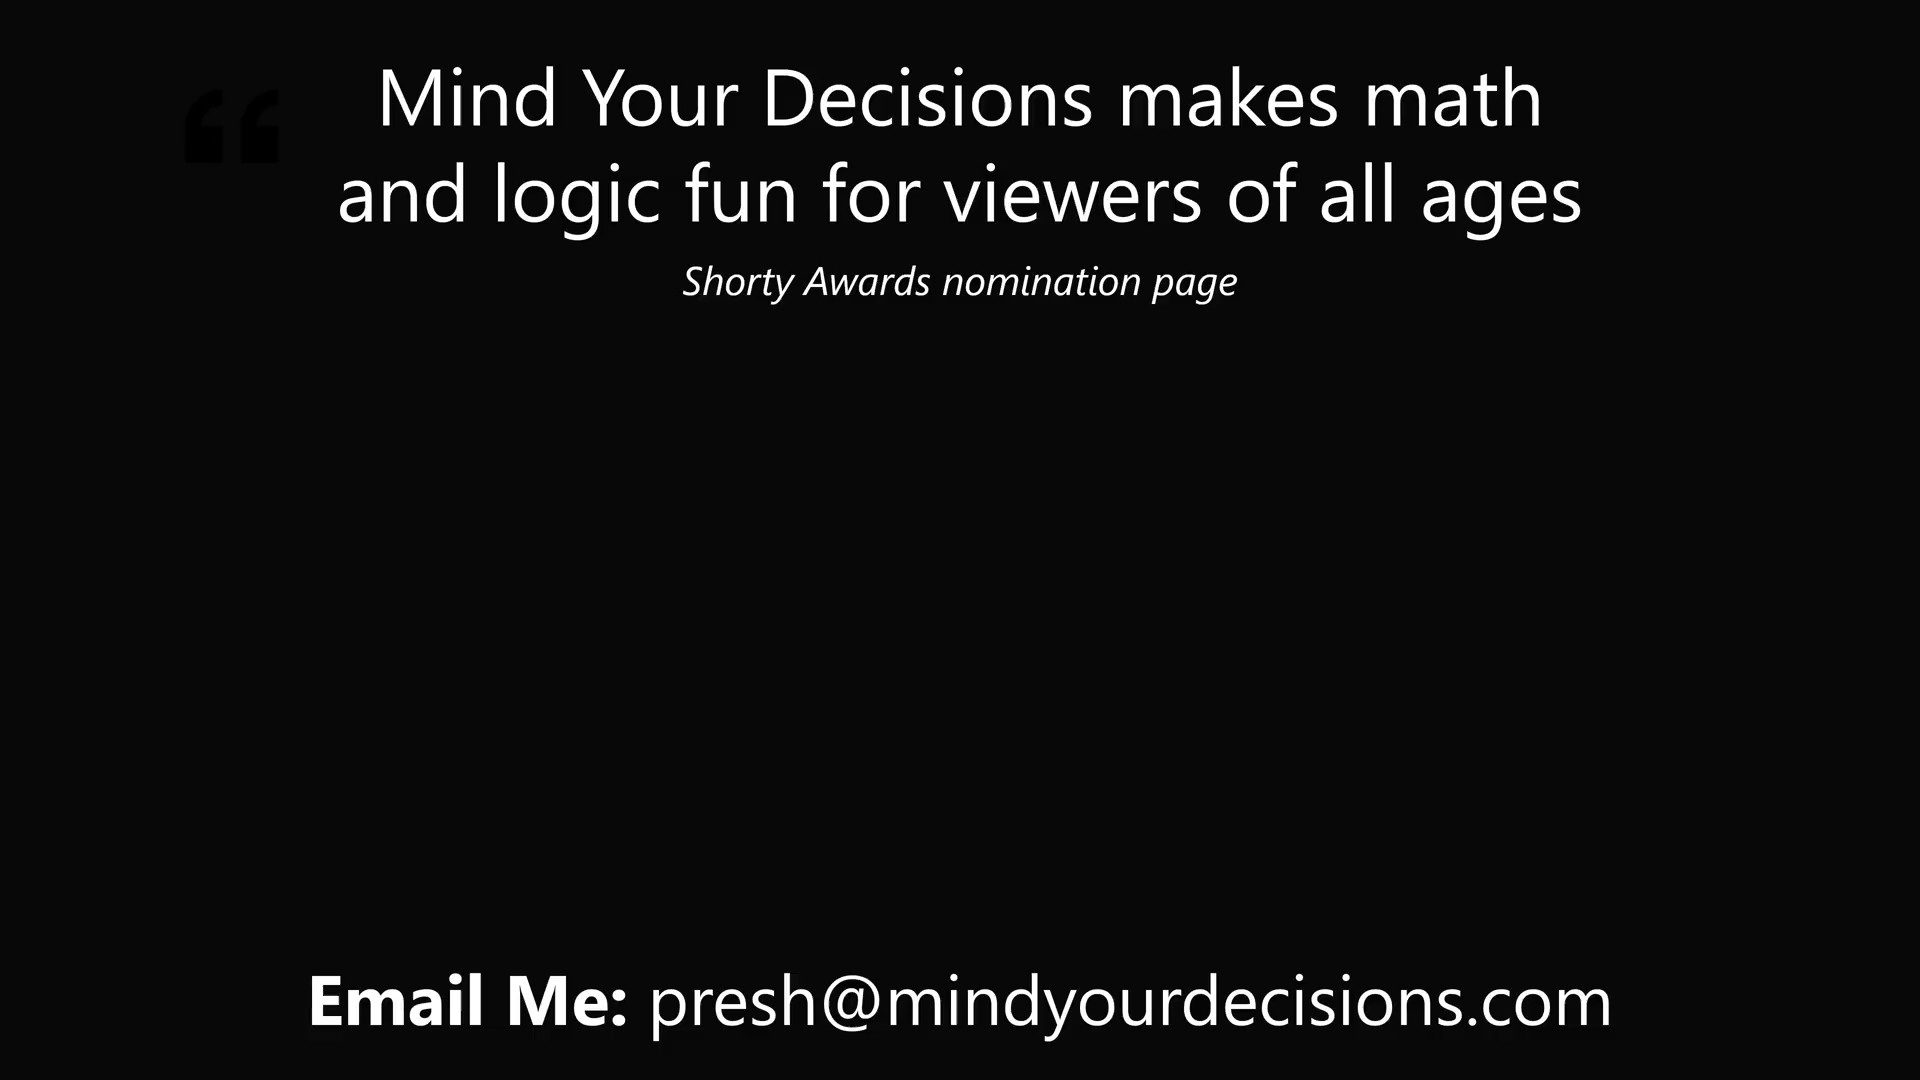 “
Mind Your Decisions makes math
and logic fun for viewers of all ages
Shorty Awards nomination page
Email Me: presh@mindyourdecisions.com